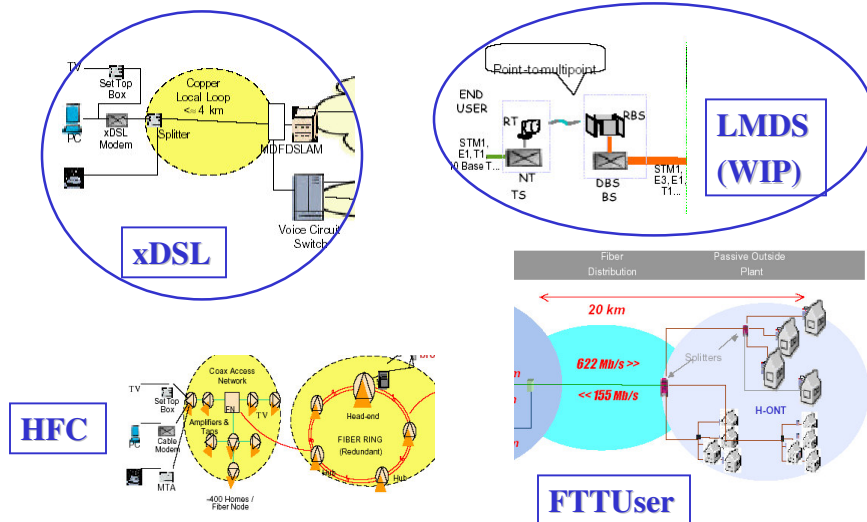 TV
Set Top
Box
PC
xDSL
Modem
Splitter
Copper
Local Loop
<≈ 4 km
MDFDSLAM
Voice Circuit
Switch
xDSL
Point-to-multipoint
END
USER
RT
RBS
STM1,
E1, T1
10 Base T...
NT
TS
DBS
BS
STM1,
E3, E1,
T1...
LMDS
(WIP)
Fiber
Distribution
Passive Outside
Plant
20 km
622 Mb/s >>
<< 155 Mb/s
Splitters
H-ONT
FTTUser
HFC
Coax Access
Network
TV
Set Top
Box
FN
TV
Amplifiers &
Taps
PC
Cable
Modem
MTA
~400 Homes /
Fiber Node
Head-end
FIBER RING
(Redundant)
Hub
Hub